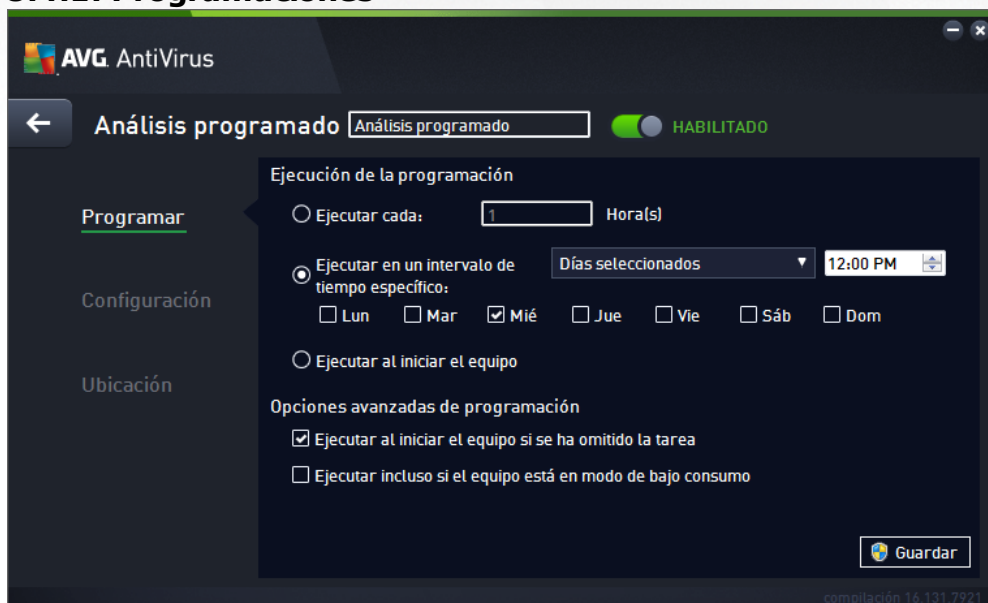 Programaciones
AVG. AntiVirus
Análisis programado Análisis programado HABILITADO
Ejecución de la programación
Programar
Ejecutar cada: 1 Hora(s)
Ejecutar en un intervalo de tiempo específico: Días seleccionados 12:00 PM
Configuración
Lun Mar Mié Jue Vie Sáb Dom
Ejecutar al iniciar el equipo
Ubicación
Opciones avanzadas de programación
Ejecutar al iniciar el equipo si se ha omitido la tarea
Ejecutar incluso si el equipo está en modo de bajo consumo
Guardar
compilación 16.131.7921